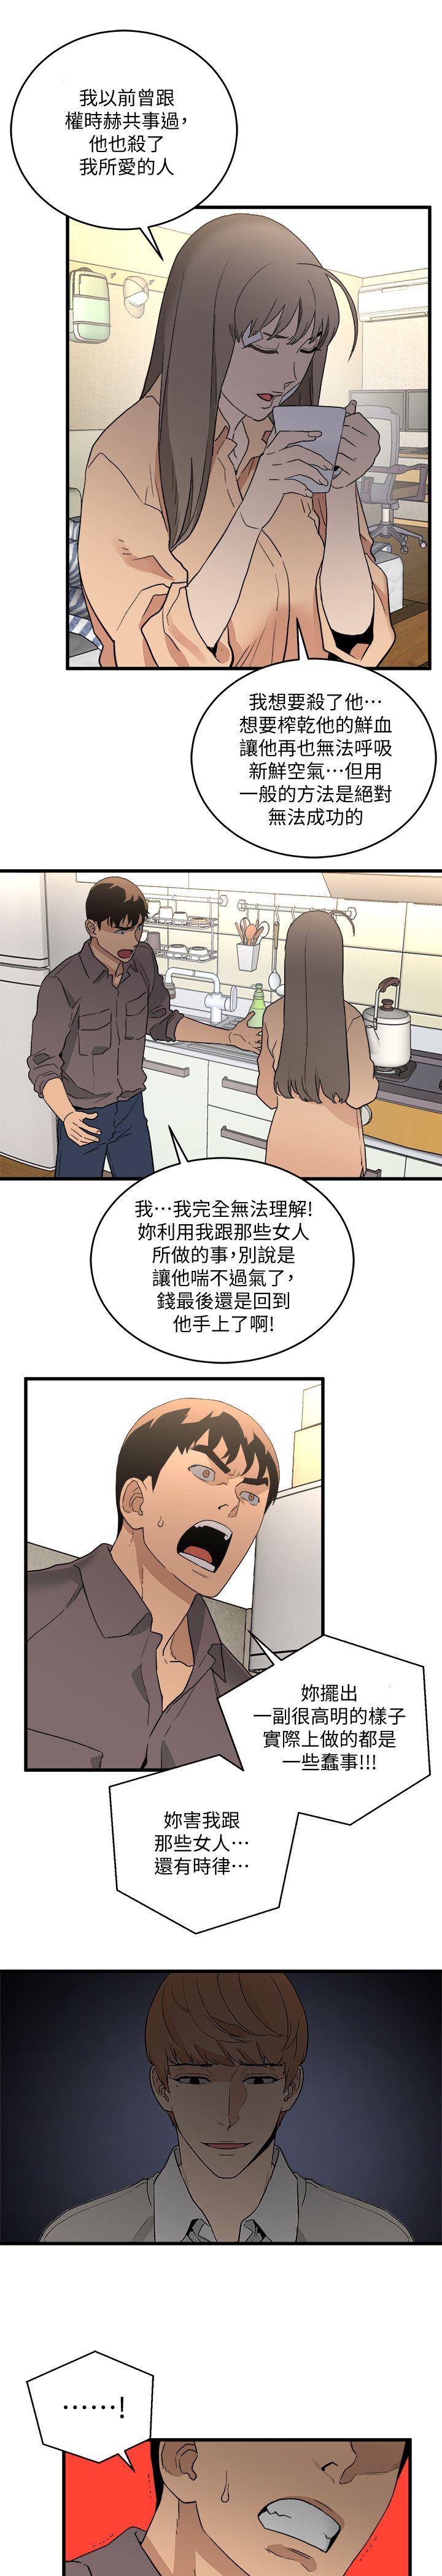 我以前曾跟
權時赫共事過，
他也殺了
我所愛的人
我想要殺了他…
想要榨乾他的鮮血
讓他再也無法呼吸
新鮮空氣…但用
一般的方法是絕對
無法成功的
我…我完全無法理解!
妳利用我跟那些女人
所做的事，別說是
讓他喘不過氣了，
錢最後還是回到
他手上了啊!
妳擺出
一副很高明的樣子
實際上做的都是
一些蠢事!!!
妳害我跟
那些女人…
還有時律…
……!